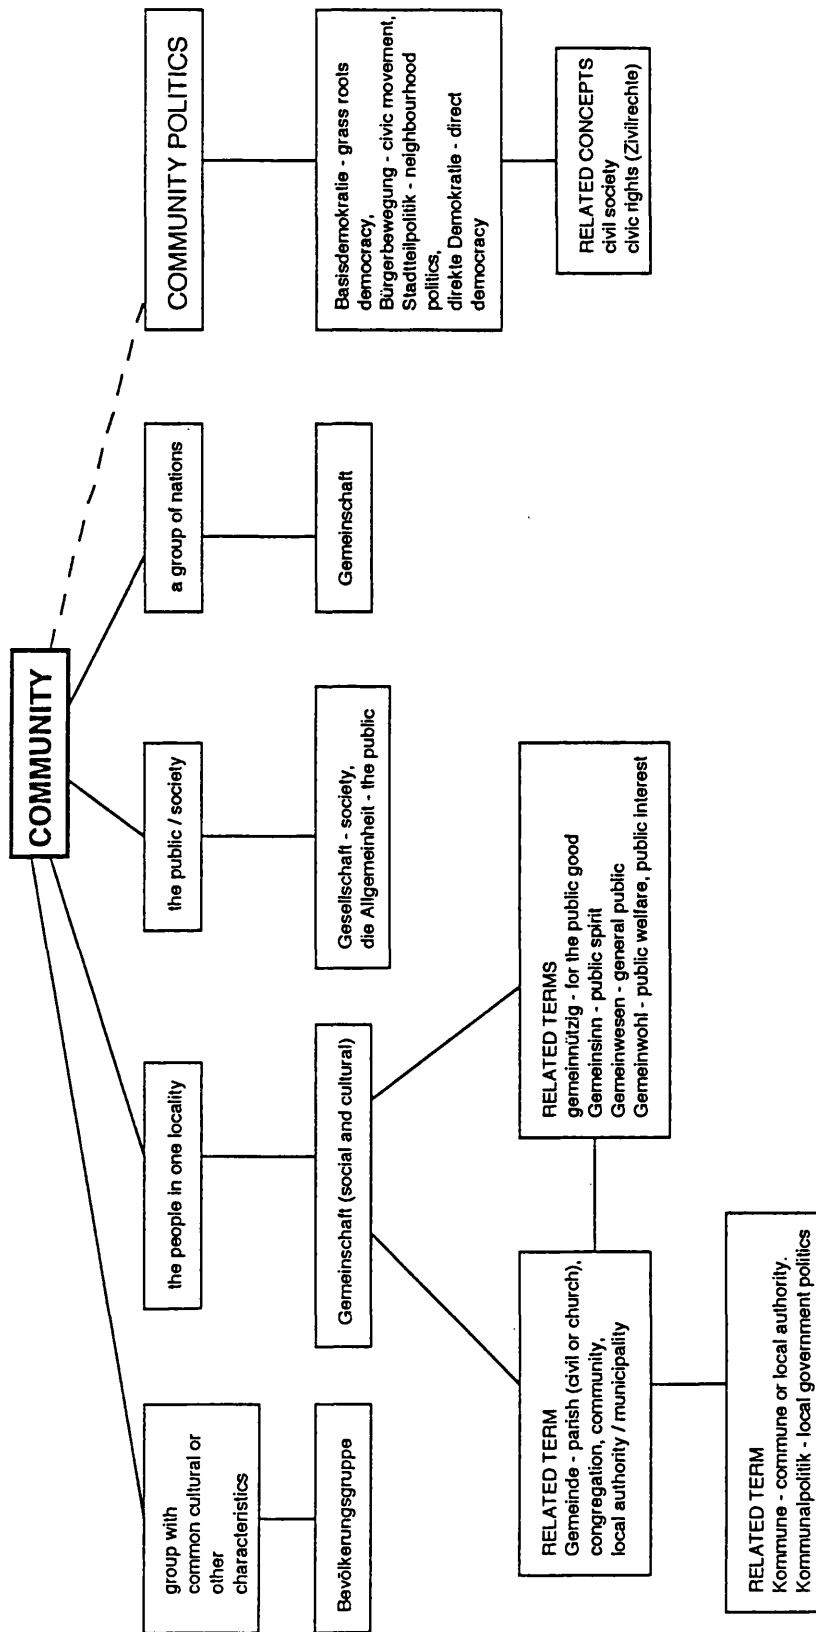 COMMUNITY
group with
common cultural or
other
characteristics
the people in one locality
the public / society
a group of nations
COMMUNITY POLITICS
Bevölkerungsgruppe
Gemeinschaft (social and cultural)
Gesellschaft - society,
die Allgemeinheit - the public
Gemeinschaft
Basisdemokratie - grass roots
democracy,
Bürgerbewegung - civic movement,
Stadtteilpolitik - neighbourhood
politics,
direkte Demokratie - direct
democracy
RELATED TERM
Gemeinde - parish (civil or church),
congregation, community,
local authority / municipality
RELATED TERMS
gemeinnützig - for the public good
Gemeinsinn - public spirit
Gemeinwesen - general public
Gemeinwohl - public welfare, public interest
RELATED CONCEPTS
civil society
civic rights (Zivilrechte)
RELATED TERM
Kommune - commune or local authority.
Kommunalpolitik - local government politics